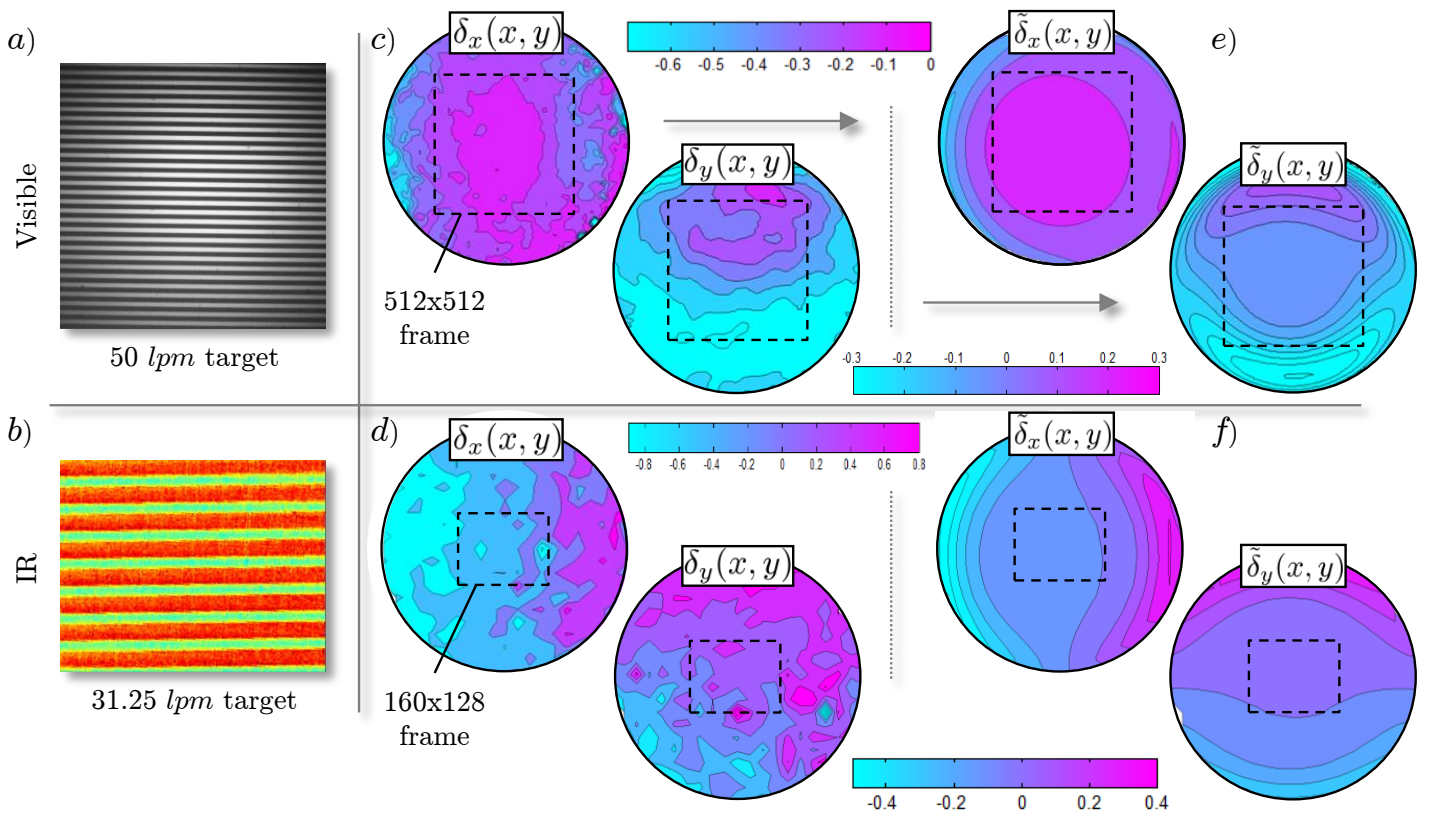 a)
Visible
50 lpm target
c)
δx(x, y)
512x512
frame
-0.6 -0.5 -0.4 -0.3 -0.2 -0.1 0
δy(x, y)
δ̃x(x, y)
e)
δ̃y(x, y)
-0.3 -0.2 -0.1 0 0.1 0.2 0.3
b)
IR
31.25 lpm target
d)
δx(x, y)
160x128
frame
-0.8 -0.6 -0.4 -0.2 0 0.2 0.4 0.6 0.8
δy(x, y)
δ̃x(x, y)
f)
δ̃y(x, y)
-0.4 -0.2 0 0.2 0.4